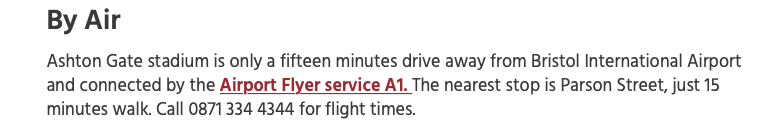 By Air
Ashton Gate stadium is only a fifteen minutes drive away from Bristol International Airport
and connected by the Airport Flyer service A1. The nearest stop is Parson Street, just 15
minutes walk. Call 0871 334 4344 for flight times.